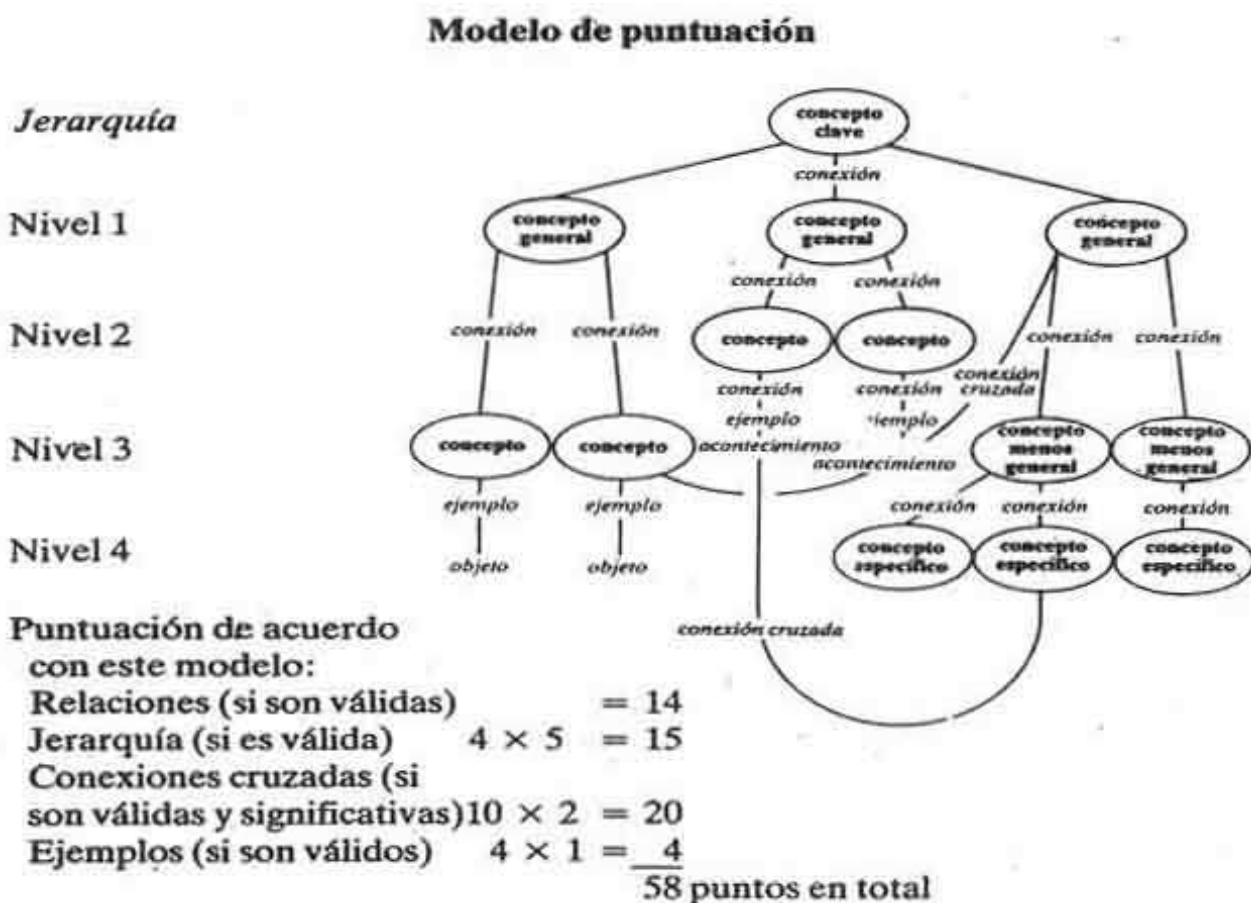 Modelo de puntuación
Jerarquía
concepto
clave
conexión
Nivel 1
concepto
general
concepto
general
concepto
general
conexión
conexión
Nivel 2
conexión
conexión
concepto
concepto
conexión
conexión
conexión
cruzada
conexión
conexión
ejemplo
ejemplo
Nivel 3
concepto
concepto
acontecimiento
acontecimiento
concepto
menos
general
concepto
menos
general
ejemplo
ejemplo
conexión
conexión
conexión
Nivel 4
objeto
objeto
concepto
específico
concepto
específico
concepto
específico
conexión cruzada
Puntuación de acuerdo
con este modelo:
Relaciones (si son válidas) = 14
Jerarquía (si es válida) 4 × 5 = 15
Conexiones cruzadas (si
son válidas y significativas) 10 × 2 = 20
Ejemplos (si son válidos) 4 × 1 = 4
58 puntos en total